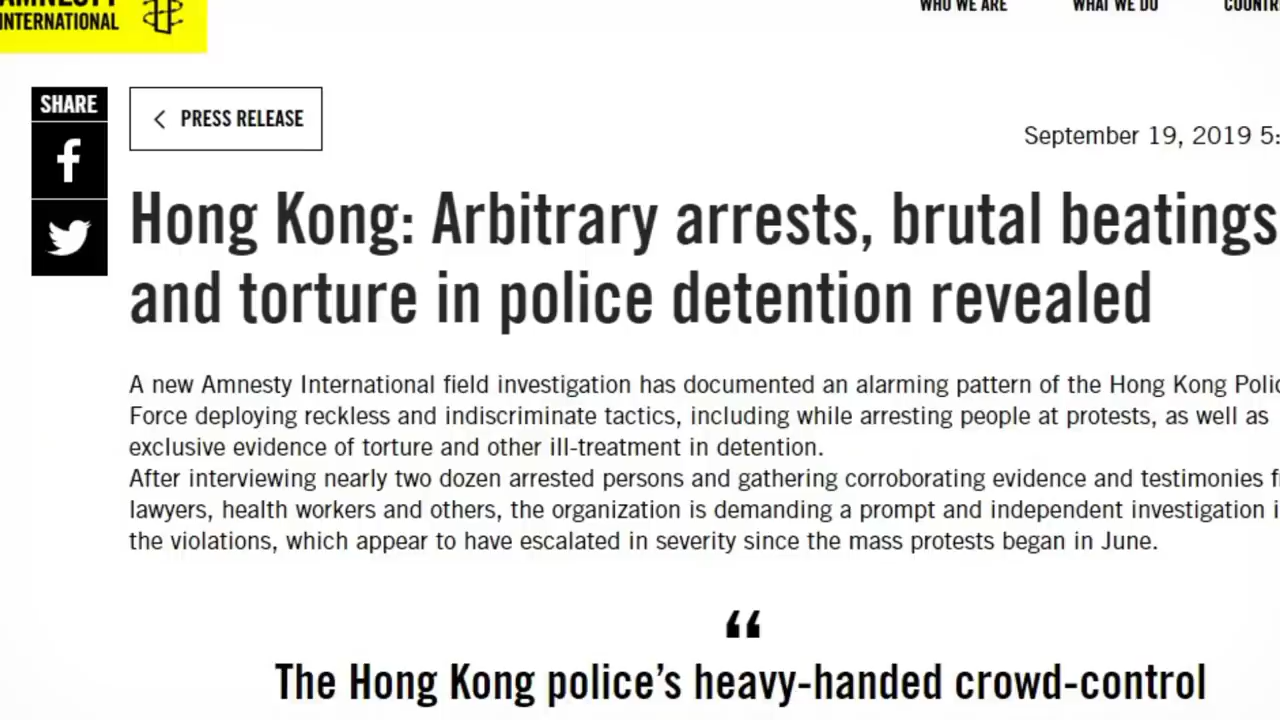 AMNESTY
INTERNATIONAL
WHO WE ARE
WHAT WE DO
SHARE
PRESS RELEASE
September 19, 2019 5:
Hong Kong: Arbitrary arrests, brutal beatings
and torture in police detention revealed
A new Amnesty International field investigation has documented an alarming pattern of the Hong Kong
Force deploying reckless and indiscriminate tactics, including while arresting people at protests, as well as
exclusive evidence of torture and other ill-treatment in detention.
After interviewing nearly two dozen arrested persons and gathering corroborating evidence and testimonies
lawyers, health workers and others, the organization is demanding a prompt and independent investigation
the violations, which appear to have escalated in severity since the mass protests began in June.
“
The Hong Kong police’s heavy-handed crowd-control